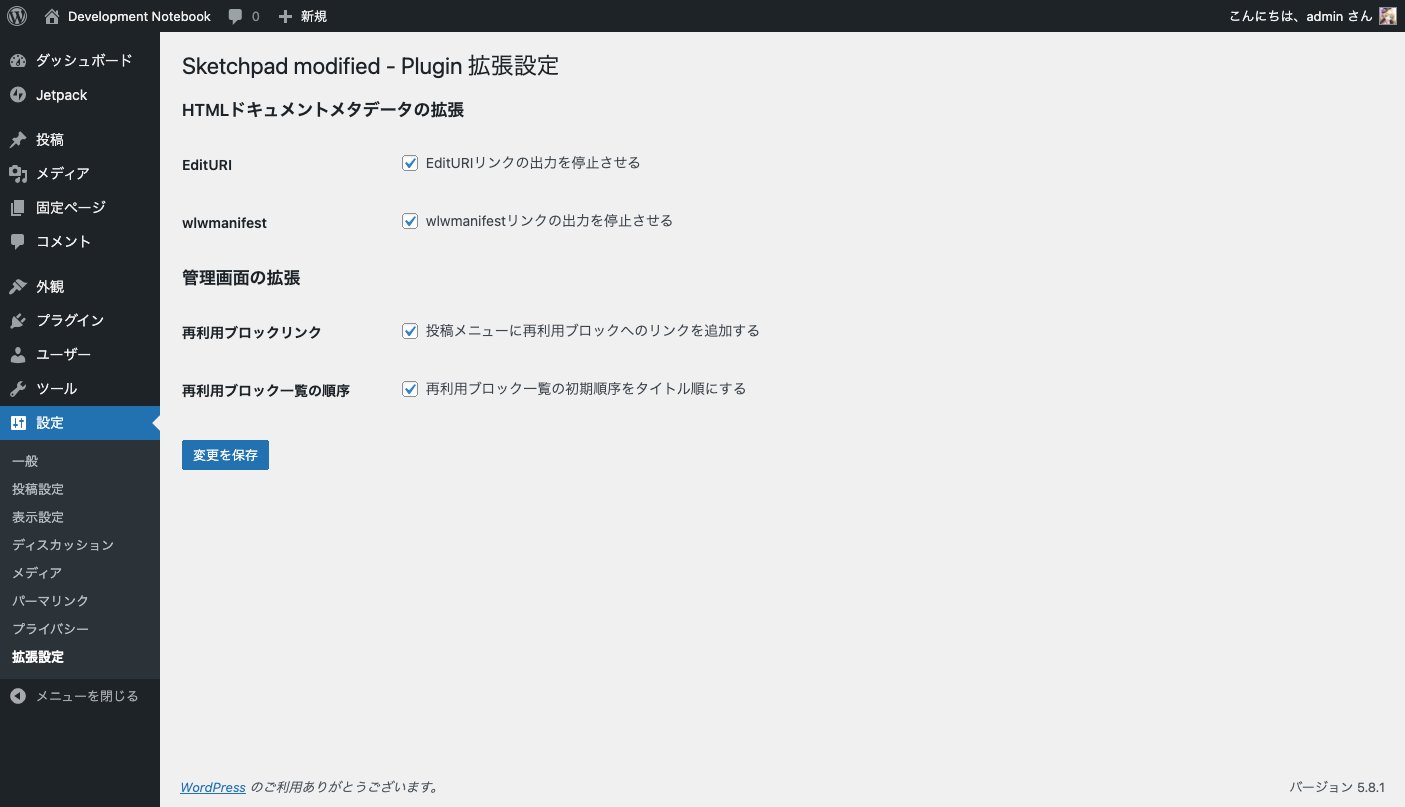 Development Notebook 0 新規 こんにちは、admin さん
ダッシュボード
Jetpack
投稿
メディア
固定ページ
コメント
外観
プラグイン
ユーザー
ツール
設定
一般
投稿設定
表示設定
ディスカッション
メディア
パーマリンク
プライバシー
拡張設定
メニューを閉じる
Sketchpad modified - Plugin 拡張設定
HTMLドキュメントメタデータの拡張
EditURI EditURIリンクの出力を停止させる
wlwmanifest wlwmanifestリンクの出力を停止させる
管理画面の拡張
再利用ブロックリンク 投稿メニューに再利用ブロックへのリンクを追加する
再利用ブロック一覧の順序 再利用ブロック一覧の初期順序をタイトル順にする
変更を保存
WordPress のご利用ありがとうございます。 バージョン 5.8.1